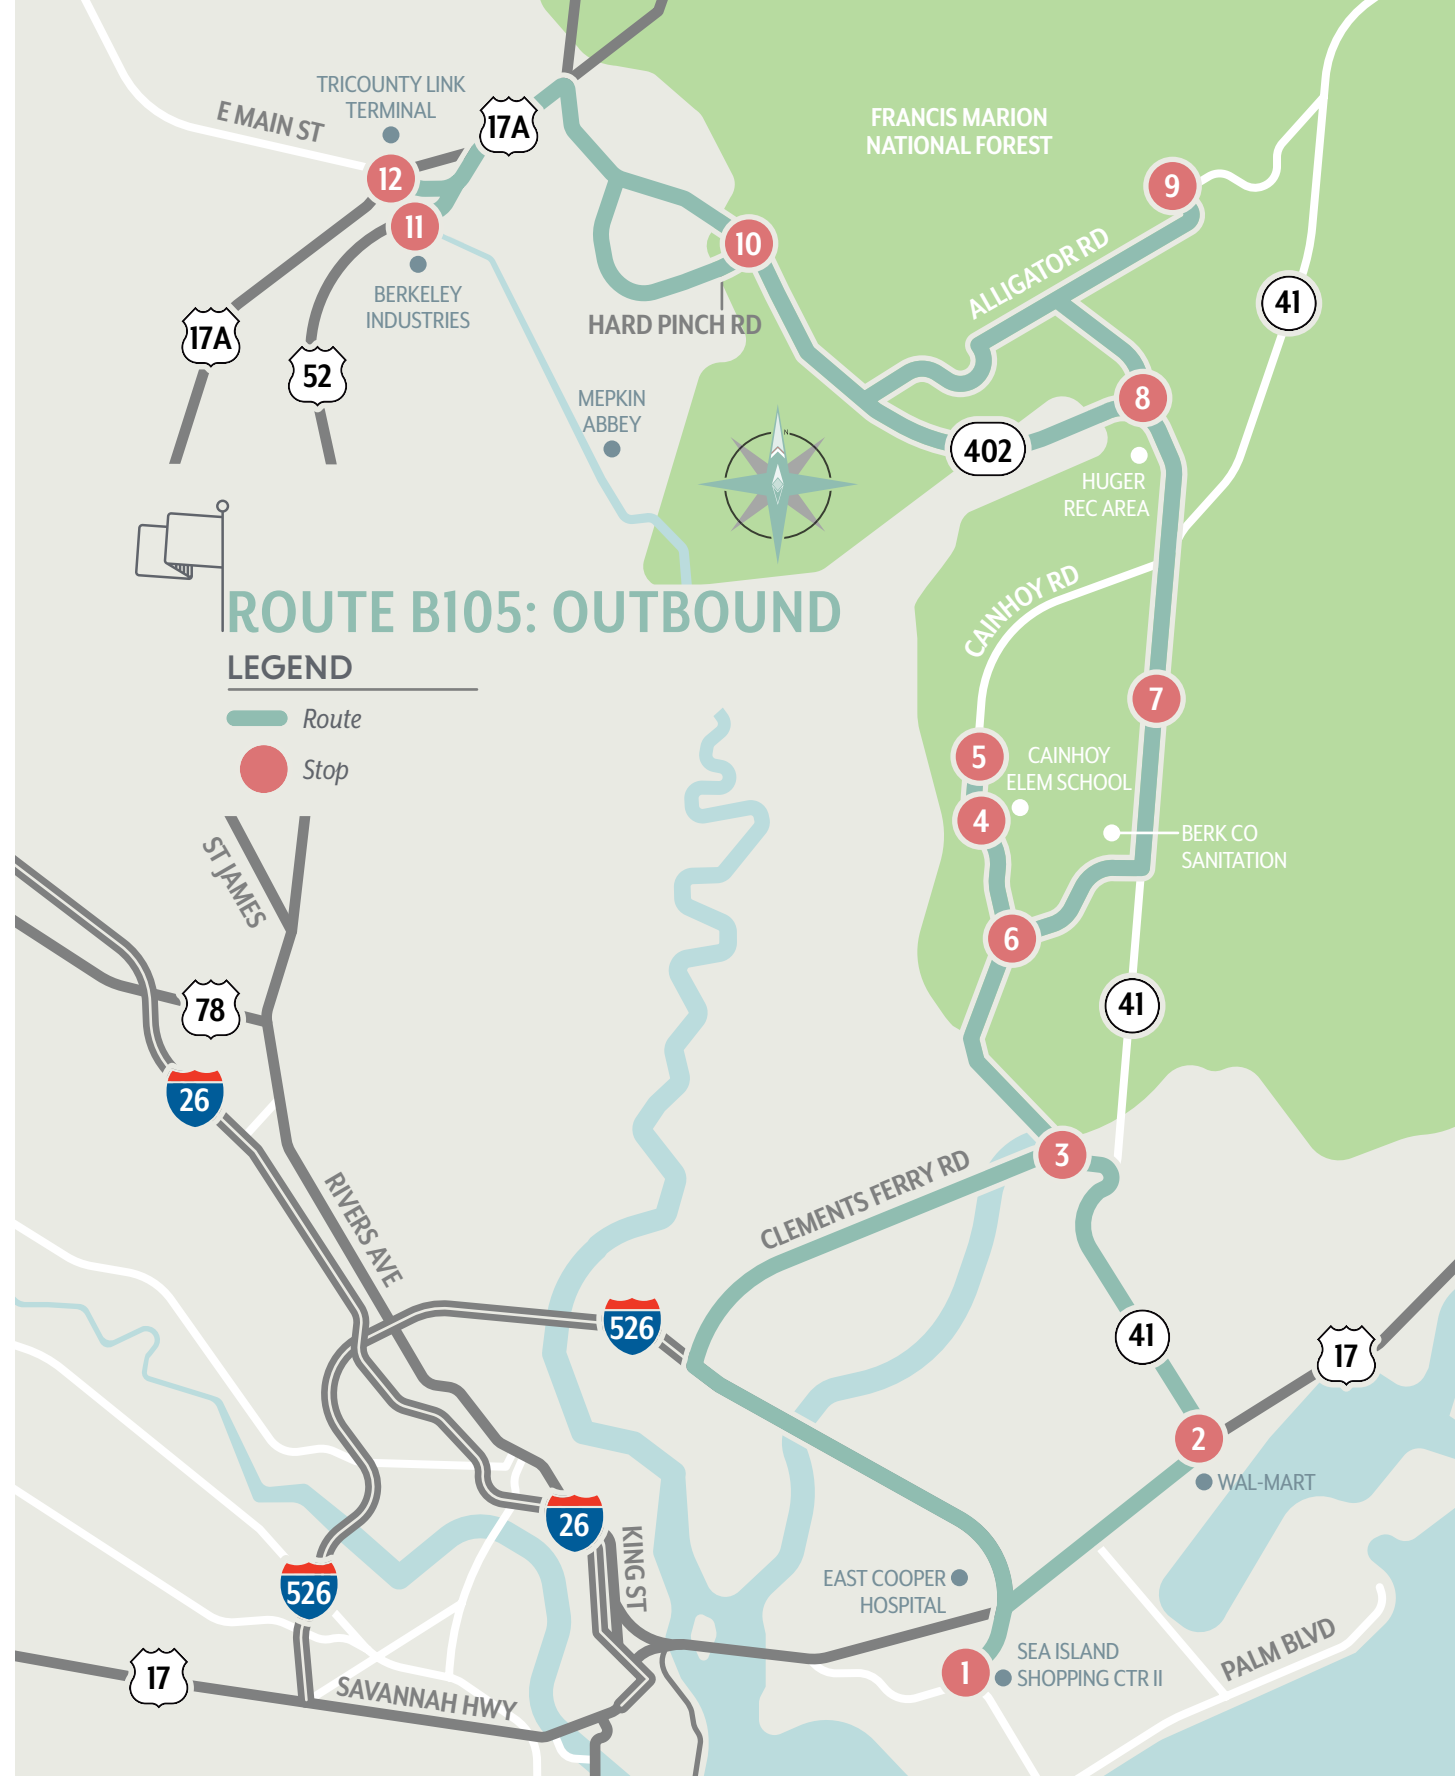 TRICOUNTY LINK
TERMINAL
E MAIN ST
17A
FRANCIS MARION
NATIONAL FOREST
12
9
11
10
ALLIGATOR RD
BERKELEY
INDUSTRIES
HARD PINCH RD
41
17A
52
MEPKIN
ABBEY
8
N
402
HUGER
REC AREA
CAINHOY RD
ROUTE B105: OUTBOUND
LEGEND
Route
Stop
7
5
CAINHOY
ELEM SCHOOL
4
BERK CO
SANITATION
ST JAMES
6
78
41
26
3
CLEMENTS FERRY RD
RIVERS AVE
526
41
17
2
WAL-MART
26
KING ST
526
EAST COOPER
HOSPITAL
SEA ISLAND
SHOPPING CTR II
1
PALM BLVD
17
SAVANNAH HWY